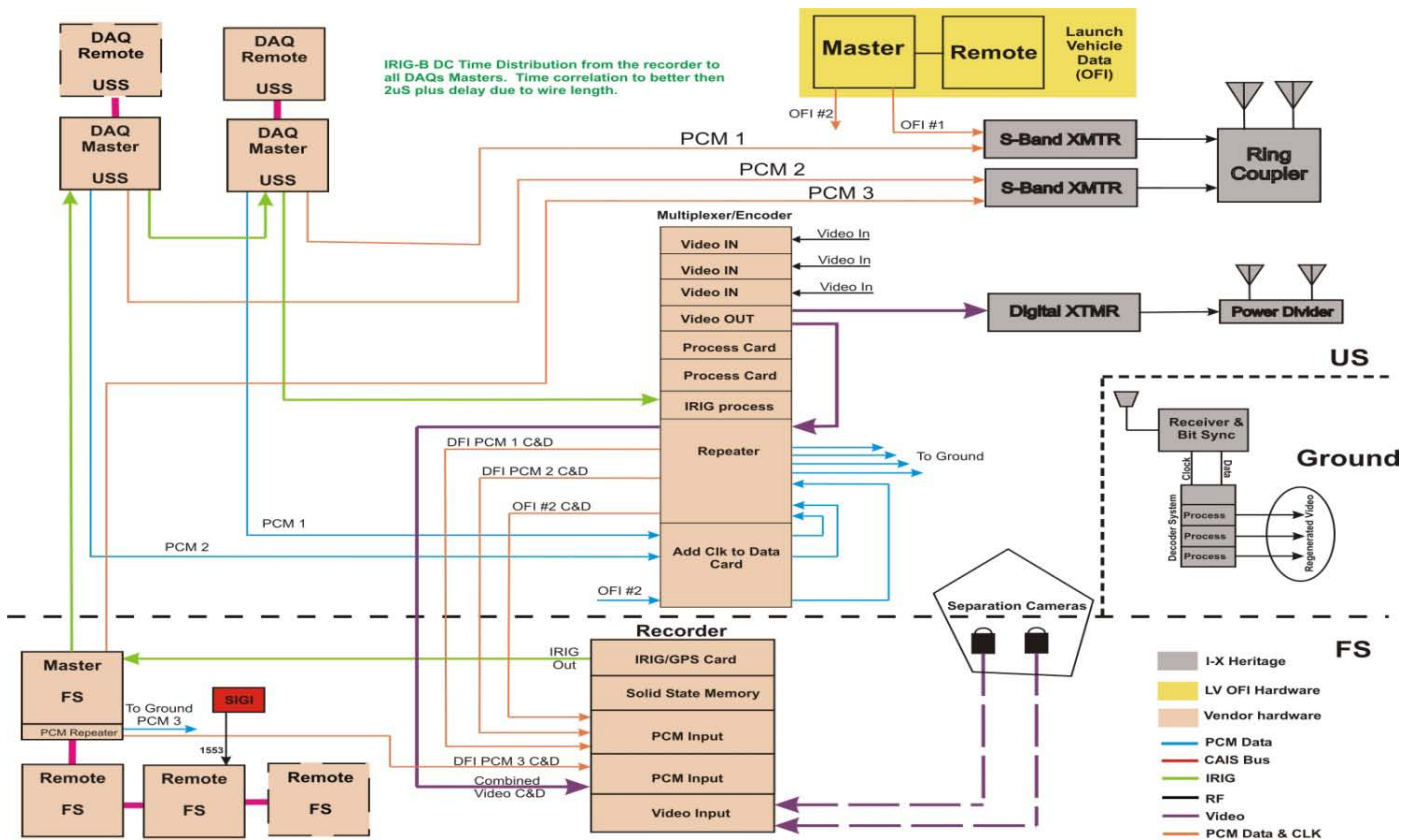 DAQ
Remote
USS
DAQ
Remote
USS
DAQ
Master
USS
DAQ
Master
USS
IRIG-B DC Time Distribution from the recorder to
all DAQs Masters. Time correlation to better then
2uS plus delay due to wire length.
Master
Remote
Launch
Vehicle
Data
(OFI)
OFI #2
OFI #1
PCM 1
PCM 2
PCM 3
S-Band XMTR
S-Band XMTR
Ring
Coupler
Multiplexer/Encoder
Video IN
Video In
Video IN
Video In
Video IN
Video In
Video OUT
Process Card
Process Card
IRIG process
Repeater
Add Clk to Data
Card
Digital XTMR
Power Divider
US
DFI PCM 1 C&D
DFI PCM 2 C&D
OFI #2 C&D
To Ground
PCM 1
PCM 2
OFI #2
Receiver &
Bit Sync
Ground
Clock
Data
Decoder System
Process
Process
Process
Regenerated Video
Separation Cameras
FS
Recorder
IRIG/GPS Card
Solid State Memory
PCM Input
PCM Input
Video Input
IRIG
Out
Master
FS
PCM Repeater
To Ground
PCM 3
SIGI
1553
DFI PCM 3 C&D
Combined
Video C&D
Remote
FS
Remote
FS
Remote
FS
I-X Heritage
LV OFI Hardware
Vendor hardware
PCM Data
CAIS Bus
IRIG
RF
Video
PCM Data & CLK